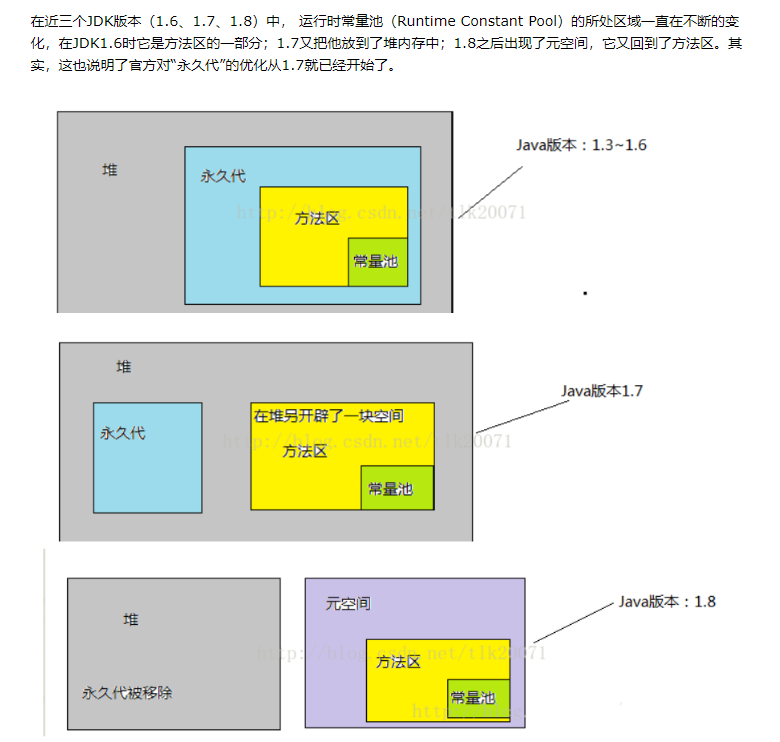 在近三个JDK版本（1.6、1.7、1.8）中， 运行时常量池（Runtime Constant Pool）的所处区域一直在不断的变
化，在JDK1.6时它是方法区的一部分；1.7又把他放到了堆内存中；1.8之后出现了元空间，它又回到了方法区。其
实，这也说明了官方对“永久代”的优化从1.7就已经开始了。
Java版本：1.3~1.6
堆
永久代
http://blog.csdn.net/tlk20071
方法区
常量池
堆
Java版本1.7
在堆另开辟了一块空间
永久代
http://blog.csdn.net/tlk20071
方法区
常量池
元空间
Java版本：1.8
堆
http://blog.csdn.net/tlk20071
方法区
永久代被移除
常量池
http://